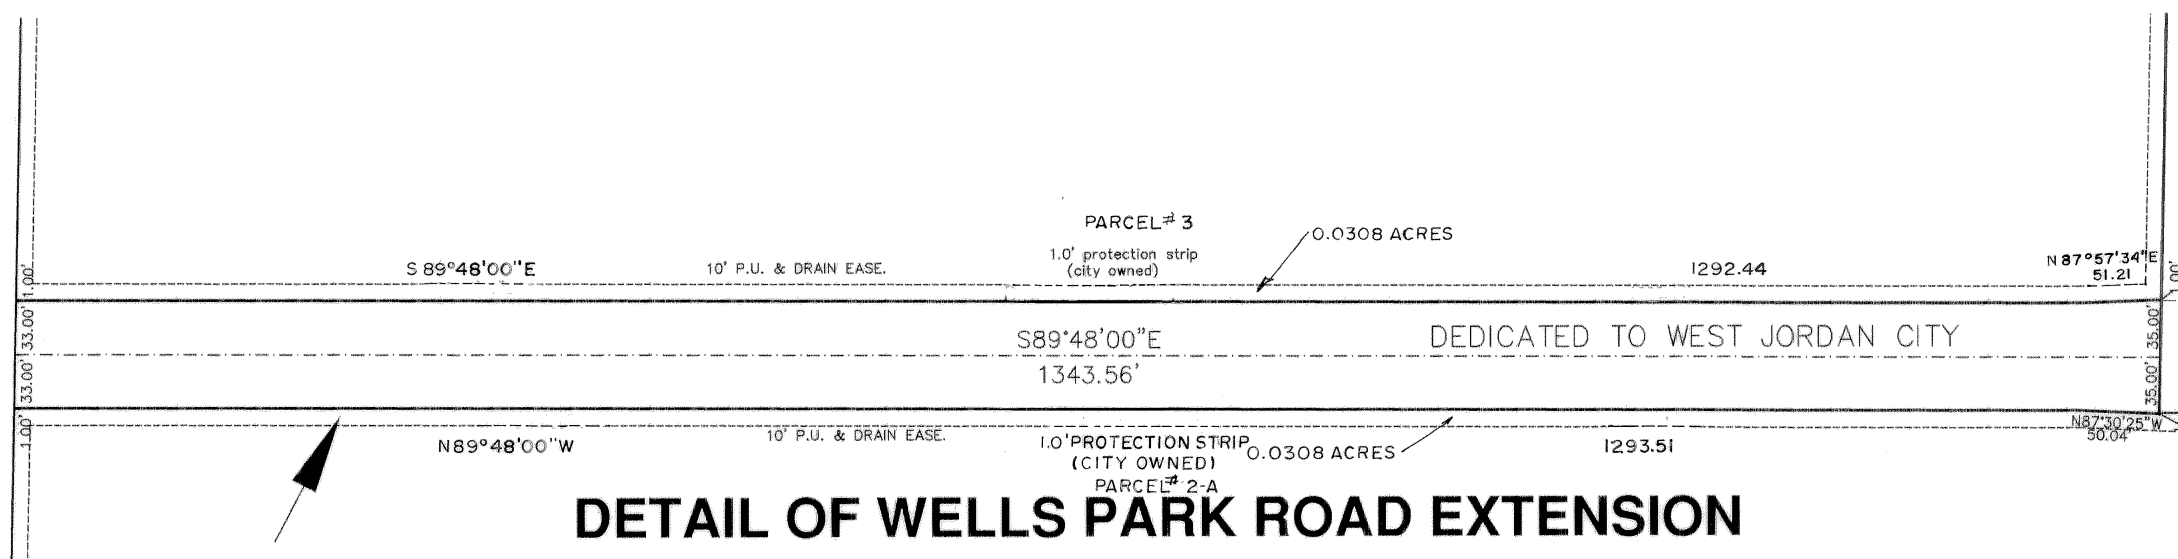 PARCEL# 3
0.0308 ACRES
1.0' protection strip
(city owned)
S 89°48'00"E
10' P.U. & DRAIN EASE.
1292.44
N 87°57'34"E
51.21
1.00'
1.00'
33.00'
S89°48'00"E
DEDICATED TO WEST JORDAN CITY
35.00'
1343.56'
33.00'
35.00'
1.00'
N87°30'25"W
50.04'
N89°48'00"W
10' P.U. & DRAIN EASE.
1.0' PROTECTION STRIP
(CITY OWNED)
0.0308 ACRES
1293.51
PARCEL# 2-A
DETAIL OF WELLS PARK ROAD EXTENSION